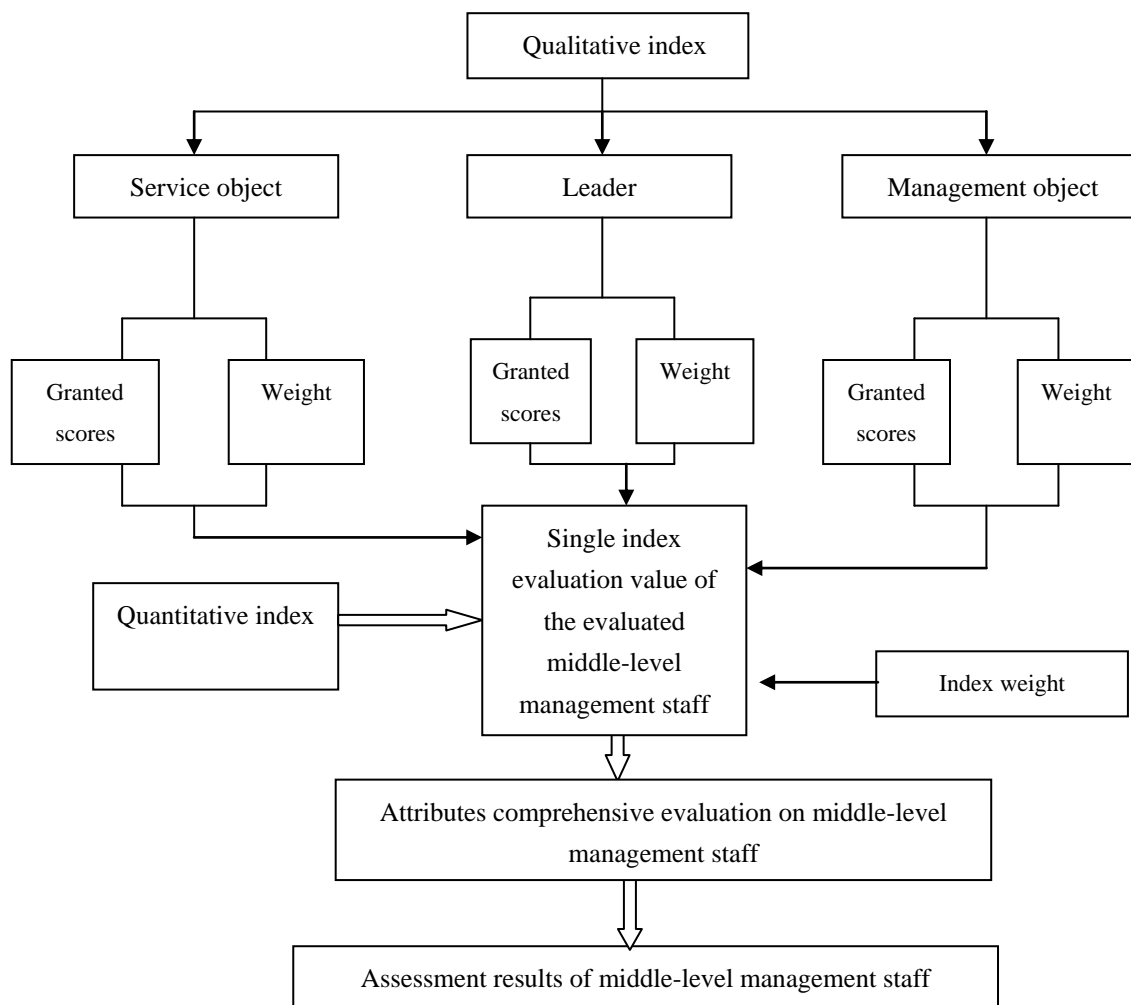 Qualitative index
Service object
Leader
Management object
Granted
scores
Weight
Granted
scores
Weight
Granted
scores
Weight
Single index
evaluation value of
the evaluated
middle-level
management staff
Quantitative index
Index weight
Attributes comprehensive evaluation on middle-level
management staff
Assessment results of middle-level management staff